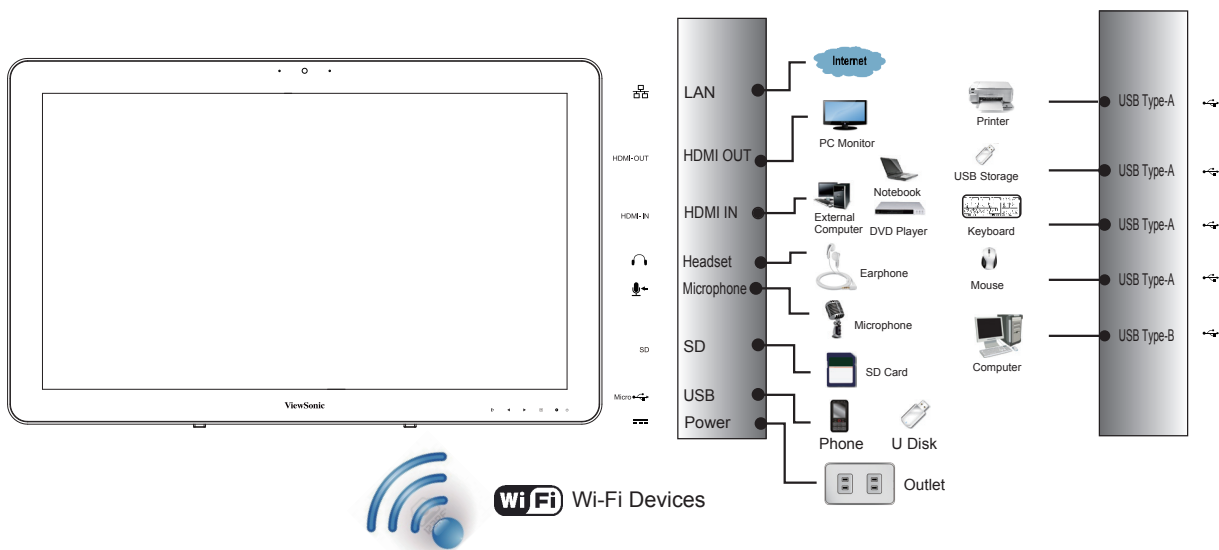 ViewSonic
HDMI-OUT
HDMI-IN
SD
Micro
LAN
HDMI OUT
HDMI IN
Headset
Microphone
SD
USB
Power
Internet
PC Monitor
Notebook
External
Computer
DVD Player
Earphone
Microphone
SD Card
Phone
U Disk
Outlet
Printer
USB Storage
Keyboard
Mouse
Computer
USB Type-A
USB Type-A
USB Type-A
USB Type-A
USB Type-B
Wi Fi
Wi-Fi Devices